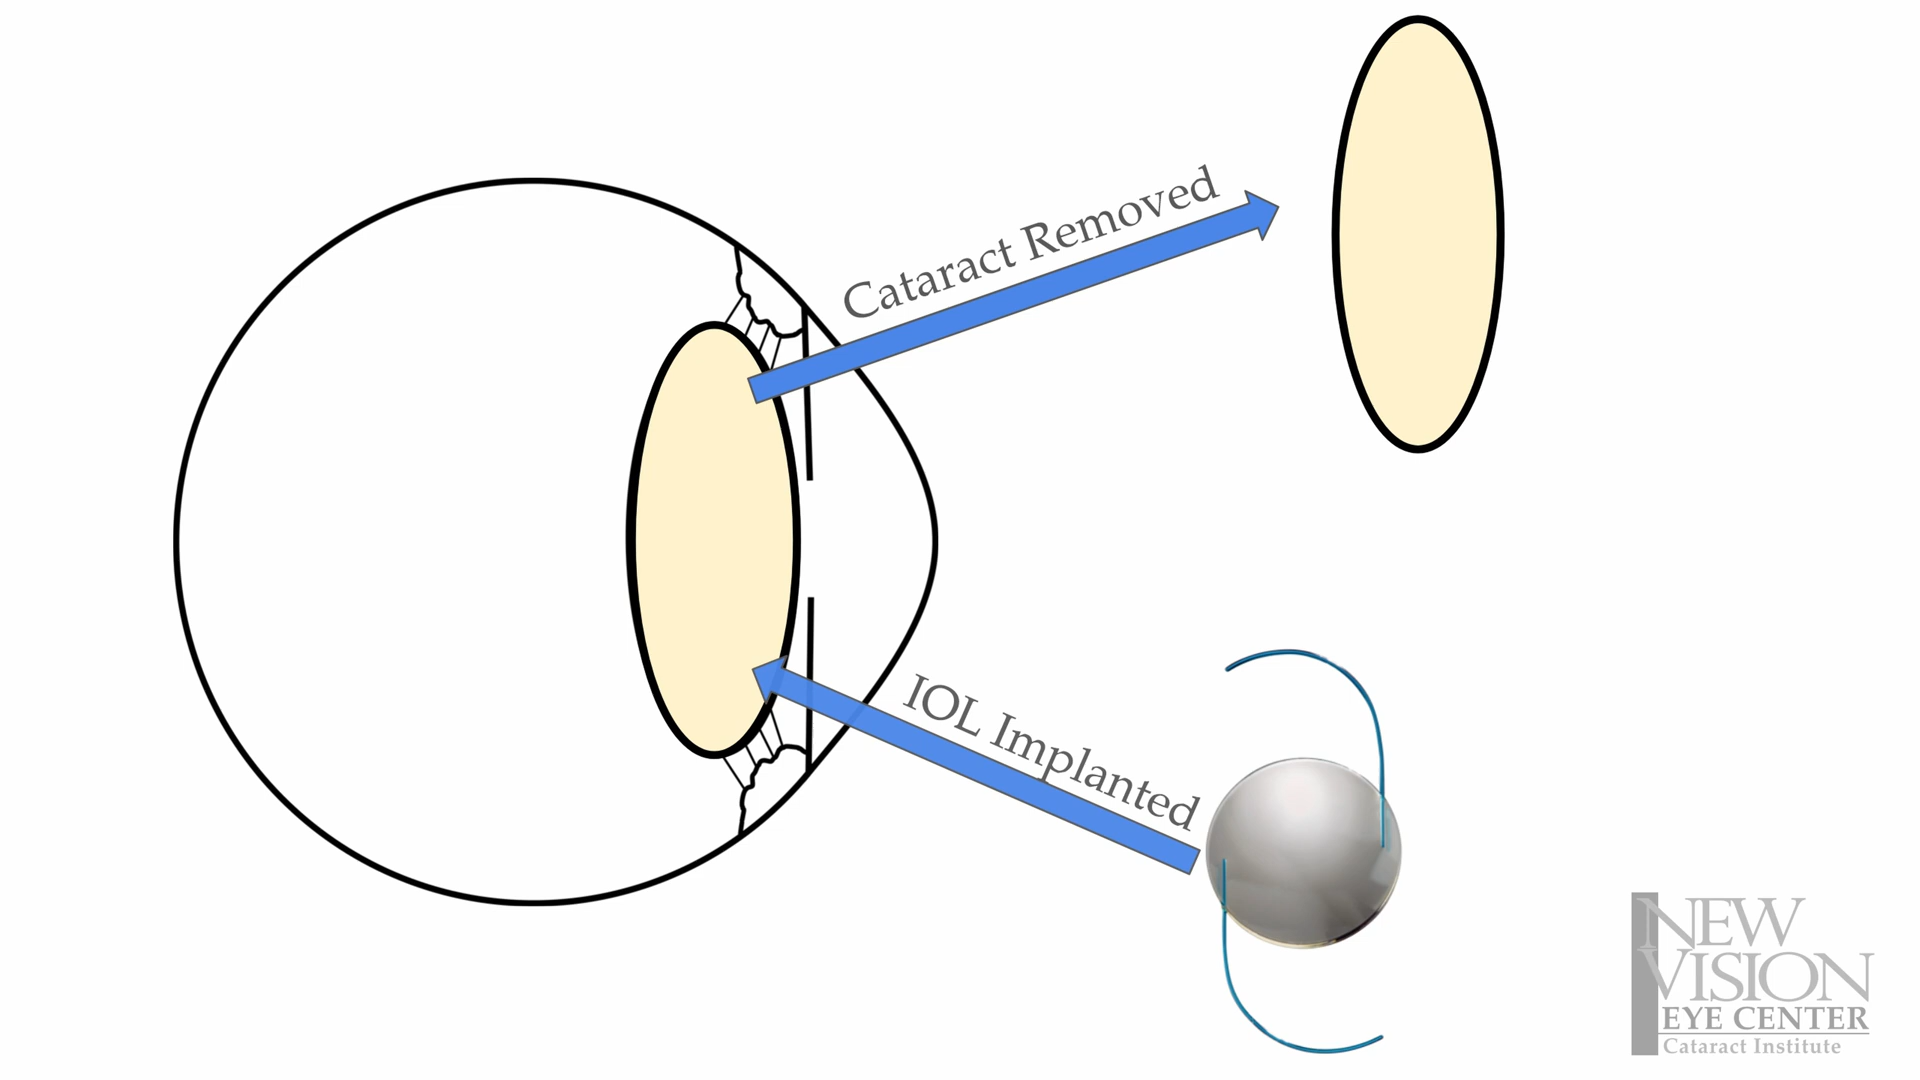 Cataract Removed
IOL Implanted
NEW
VISION
EYE CENTER
Cataract Institute